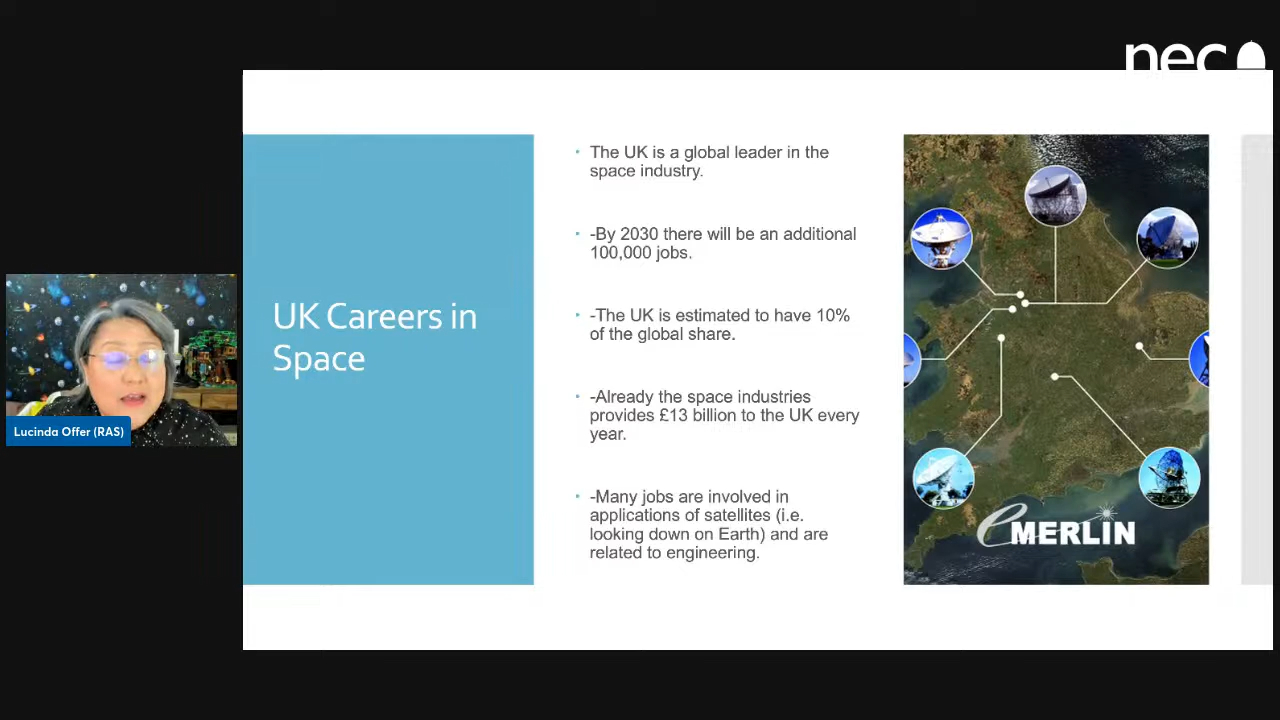 nec
UK Careers in
Space
• The UK is a global leader in the
space industry.
• -By 2030 there will be an additional
100,000 jobs.
• -The UK is estimated to have 10%
of the global share.
• -Already the space industries
provides £13 billion to the UK every
year.
• -Many jobs are involved in
applications of satellites (i.e.
looking down on Earth) and are
related to engineering.
eMERLIN
Lucinda Offer (RAS)